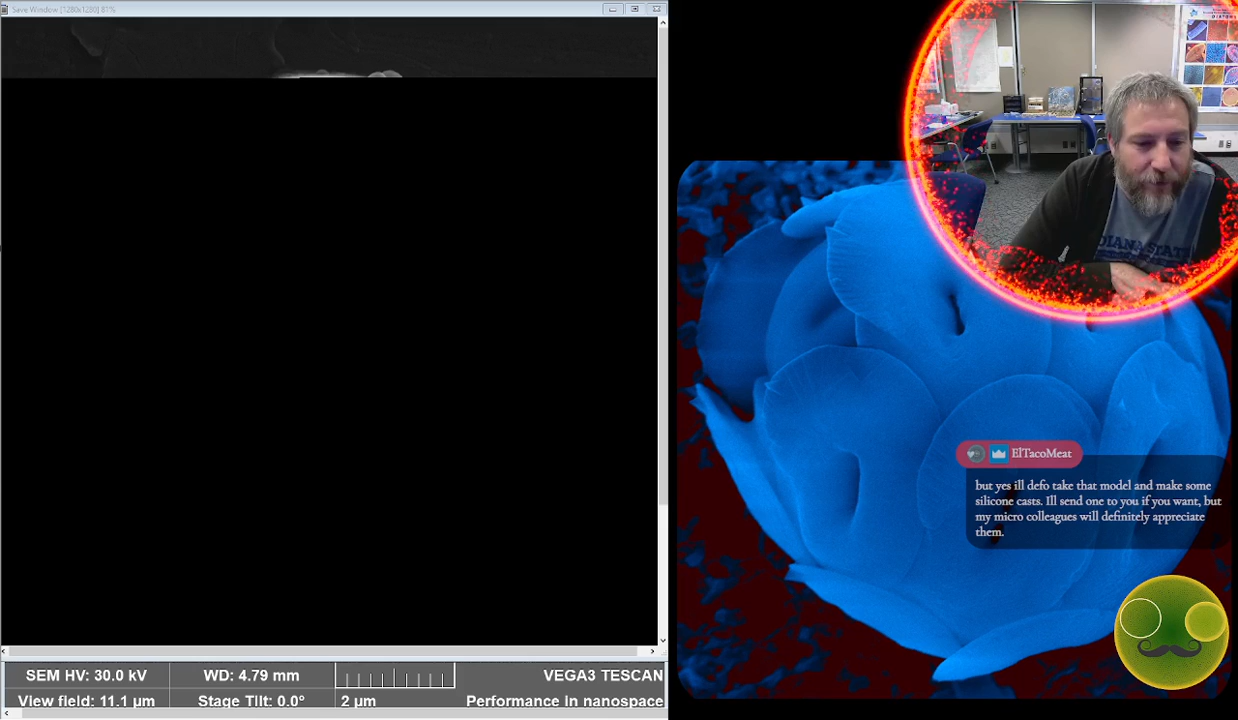 Save Window [1280x1280] 81%
ElTacoMeat
but yes ill defo take that model and make some
silicone casts. Ill send one to you if you want, but
my micro colleagues will definitely appreciate
them.
SEM HV: 30.0 kV
WD: 4.79 mm
VEGA3 TESCAN
View field: 11.1 µm
Stage Tilt: 0.0°
2 µm
Performance in nanospace